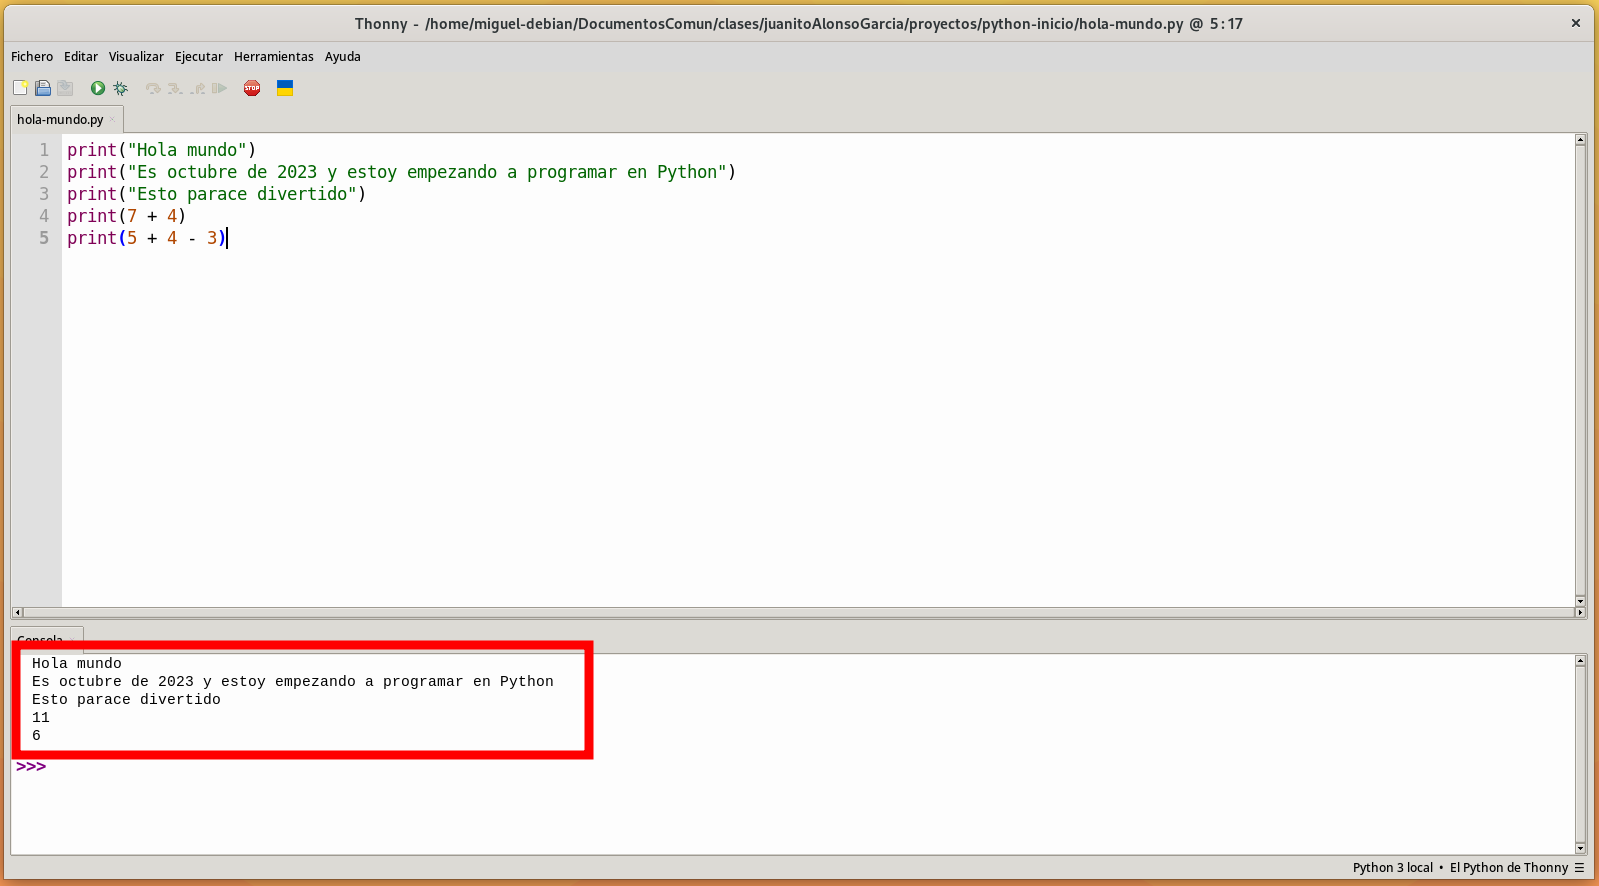 Thonny - /home/miguel-debian/DocumentosComun/clases/juanitoAlonsoGarcia/proyectos/python-inicio/hola-mundo.py @ 5:17
Fichero Editar Visualizar Ejecutar Herramientas Ayuda
STOP
hola-mundo.py
1 print("Hola mundo")
2 print("Es octubre de 2023 y estoy empezando a programar en Python")
3 print("Esto parace divertido")
4 print(7 + 4)
5 print(5 + 4 - 3)
Consola
Hola mundo
Es octubre de 2023 y estoy empezando a programar en Python
Esto parace divertido
11
6
>>>
Python 3 local • El Python de Thonny ☰